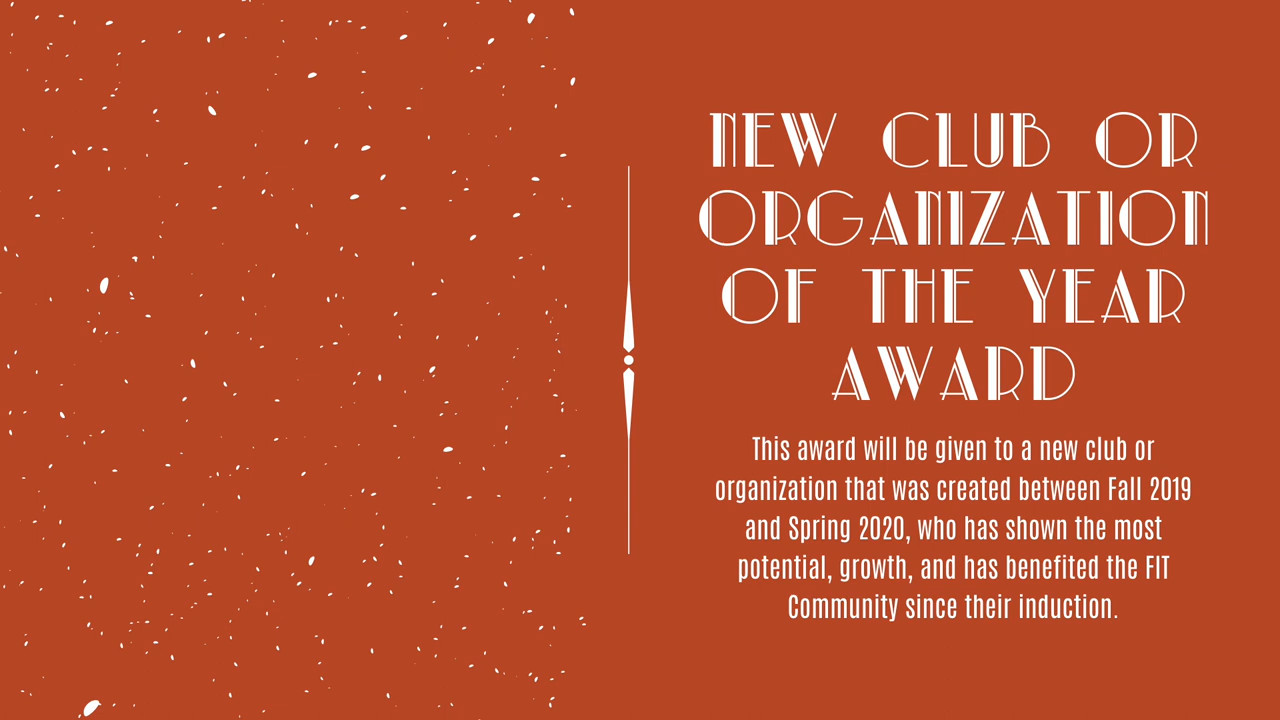 NEW CLUB OR
ORGANIZATION
OF THE YEAR
AWARD
This award will be given to a new club or
organization that was created between Fall 2019
and Spring 2020, who has shown the most
potential, growth, and has benefited the FIT
Community since their induction.